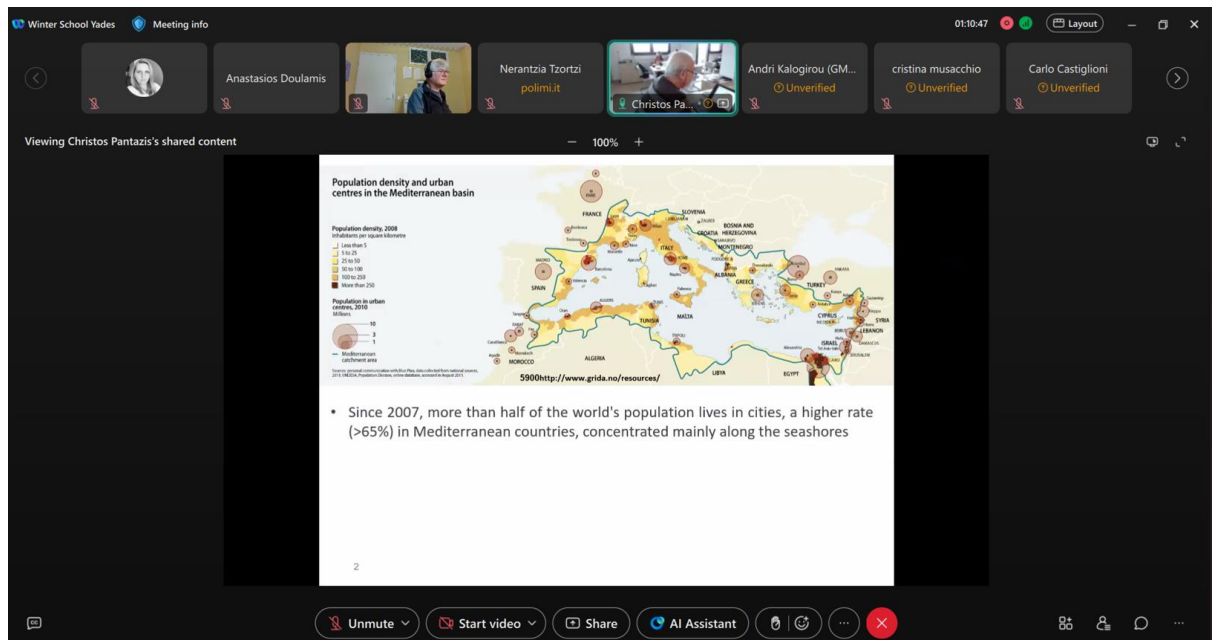 Winter School Yades
Meeting info
01:10:47
Layout
Anastasios Doulamis
Nerantzia Tzortzi
polimi.it
Christos Pa...
Andri Kalogirou (GM...
Unverified
cristina musacchio
Unverified
Carlo Castiglioni
Unverified
Viewing Christos Pantazis's shared content
100%
Population density and urban
centres in the Mediterranean basin
Population density, 2008
Inhabitants per square kilometre
Less than 5
5 to 25
25 to 50
50 to 100
100 to 250
More than 250
Population in urban
centres, 2010
Millions
10
3
1
Mediterranean
catchment area
FRANCE
SLOVENIA
CROATIA
BOSNIA AND
HERZEGOVINA
MONTENEGRO
ITALY
ALBANIA
GREECE
TURKEY
SPAIN
MADRID
Barcelona
ALGIERS
TUNISIA
MALTA
CYPRUS
SYRIA
LEBANON
ISRAEL
MOROCCO
ALGERIA
LIBYA
EGYPT
CAIRO
5900http://www.grida.no/resources/
• Since 2007, more than half of the world's population lives in cities, a higher rate
(>65%) in Mediterranean countries, concentrated mainly along the seashores
2
Unmute
Start video
Share
AI Assistant